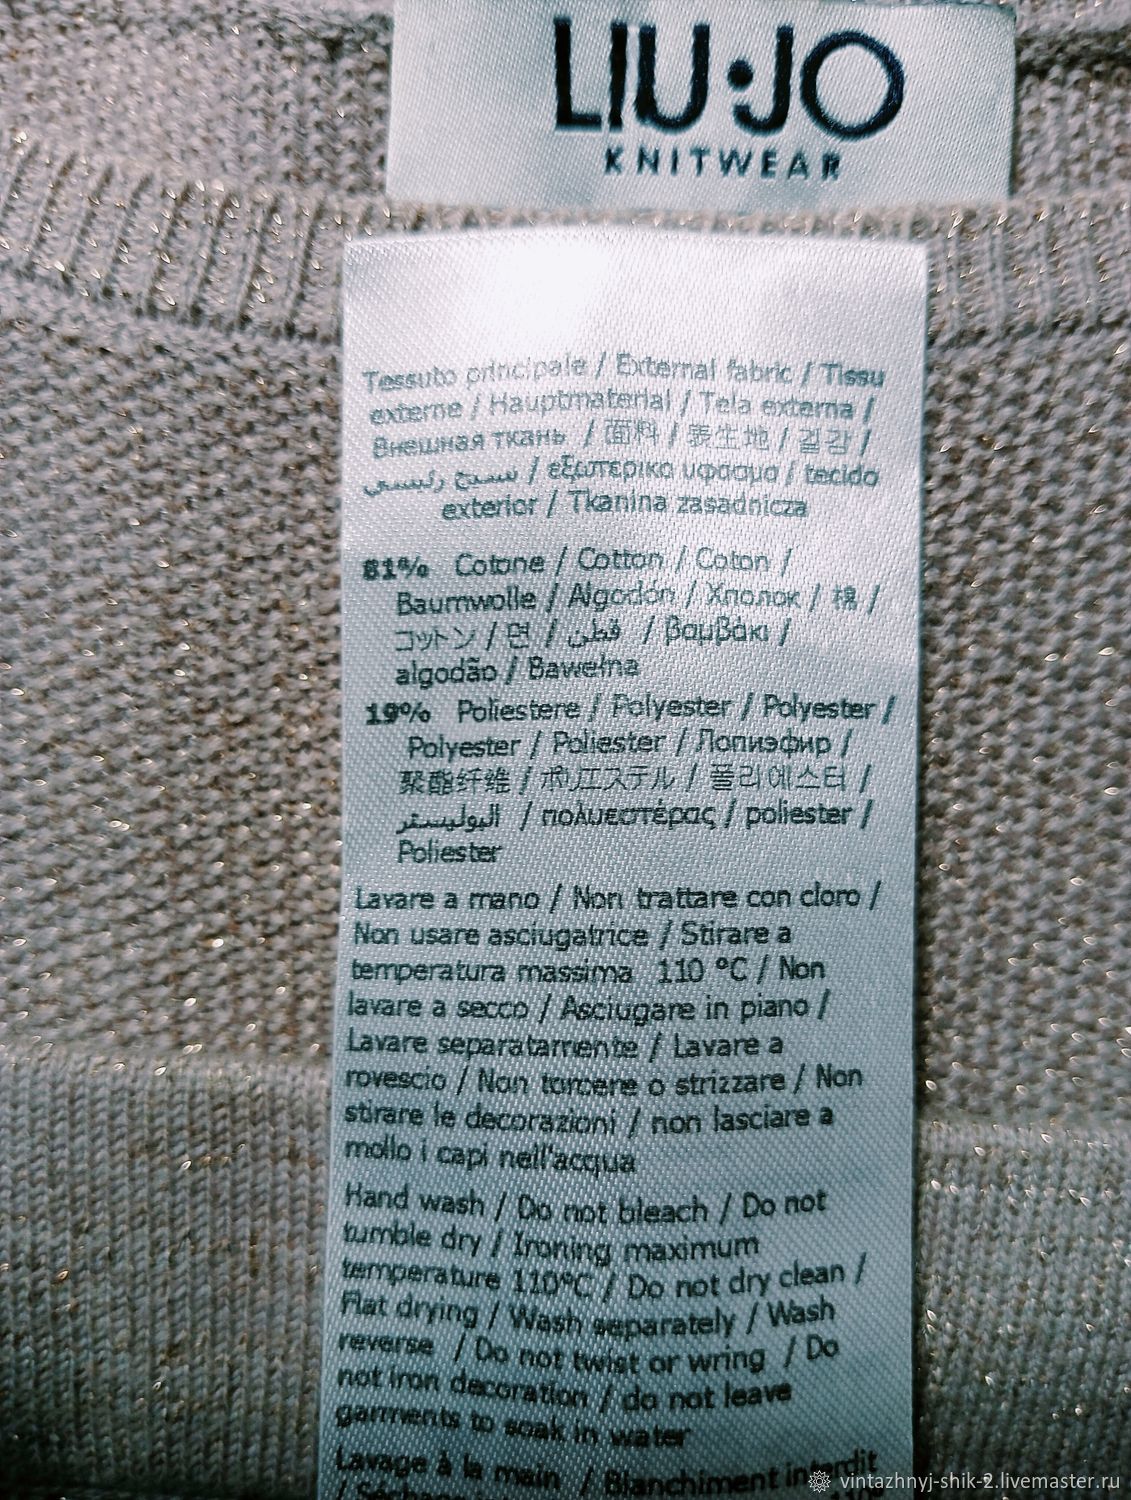 LIU·JO
KNITWEAR
Tessuto principale / External fabric / Tissu
externe / Hauptmaterial / Tela externa /
Внешная ткань / 面料 / 表生地 / 겉감 /
نسيج رئيسي / εξωτερικο υφασμα / tecido
exterior / Tkanina zasadnicza
81% Cotone / Cotton / Coton /
Baumwolle / Algodón / Хлопок / 棉 /
コットン / 면 / قطن / βαμβάκι /
algodão / Bawełna
19% Poliestere / Polyester / Polyester /
Polyester / Poliester / Полиэфир /
聚酯纤维 / ポリエステル / 폴리에스터 /
البوليستر / πολυεστέρας / poliester /
Poliester
Lavare a mano / Non trattare con cloro /
Non usare asciugatrice / Stirare a
temperatura massima 110 °C / Non
lavare a secco / Asciugare in piano /
Lavare separatamente / Lavare a
rovescio / Non torcere o strizzare / Non
stirare le decorazioni / non lasciare a
mollo i capi nell'acqua
Hand wash / Do not bleach / Do not
tumble dry / Ironing maximum
temperature 110°C / Do not dry clean /
Flat drying / Wash separately / Wash
reverse / Do not twist or wring / Do
not iron decoration / do not leave
garments to soak in water
Lavage à la main / Blanchiment interdit
vintazhnyj-shik-2.livemaster.ru